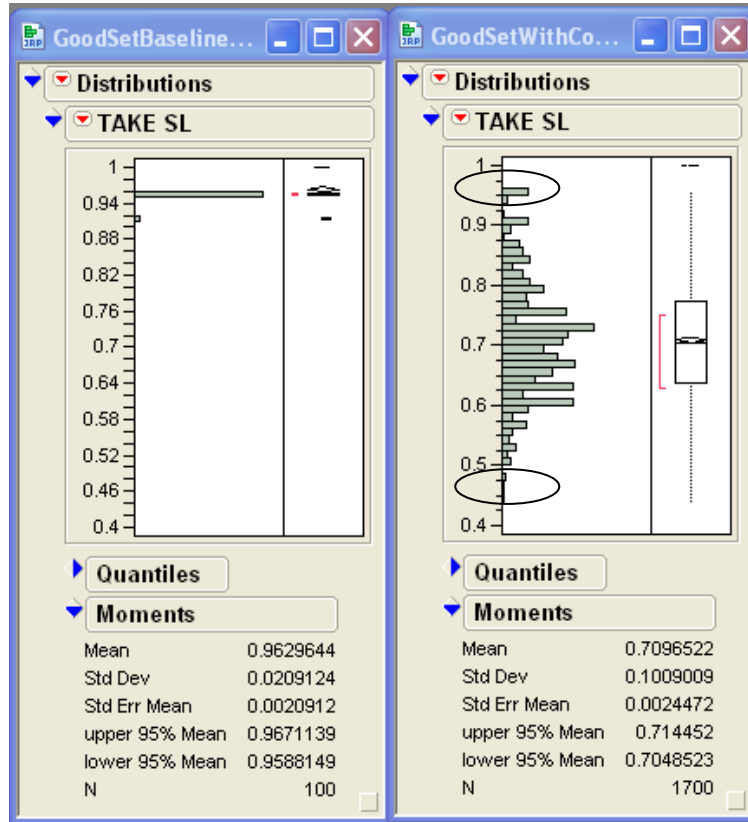 GoodSetBaseline...
Distributions
TAKE SL
1
0.94
0.88
0.82
0.76
0.7
0.64
0.58
0.52
0.46
0.4
Quantiles
Moments
Mean 0.9629644
Std Dev 0.0209124
Std Err Mean 0.0020912
upper 95% Mean 0.9671139
lower 95% Mean 0.9588149
N 100
GoodSetWithCo...
Distributions
TAKE SL
1
0.9
0.8
0.7
0.6
0.5
0.4
Quantiles
Moments
Mean 0.7096522
Std Dev 0.1009009
Std Err Mean 0.0024472
upper 95% Mean 0.714452
lower 95% Mean 0.7048523
N 1700